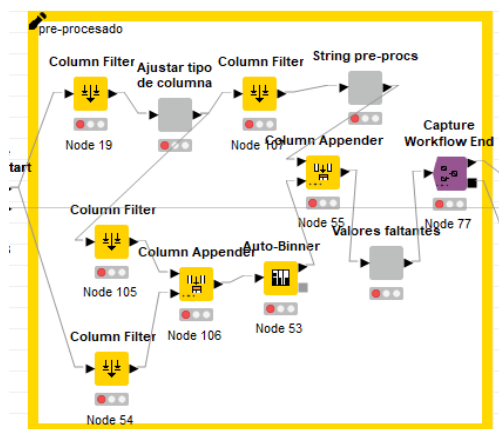 pre-procesado
Column Filter
Ajustar tipo
de columna
Column Filter
String pre-procs
Node 19
Node 107
Column Appender
Capture
Workflow End
tart
Node 55
Node 77
Column Filter
Valores faltantes
Column Appender
Auto-Binner
Node 105
Node 106
Node 53
Column Filter
Node 54